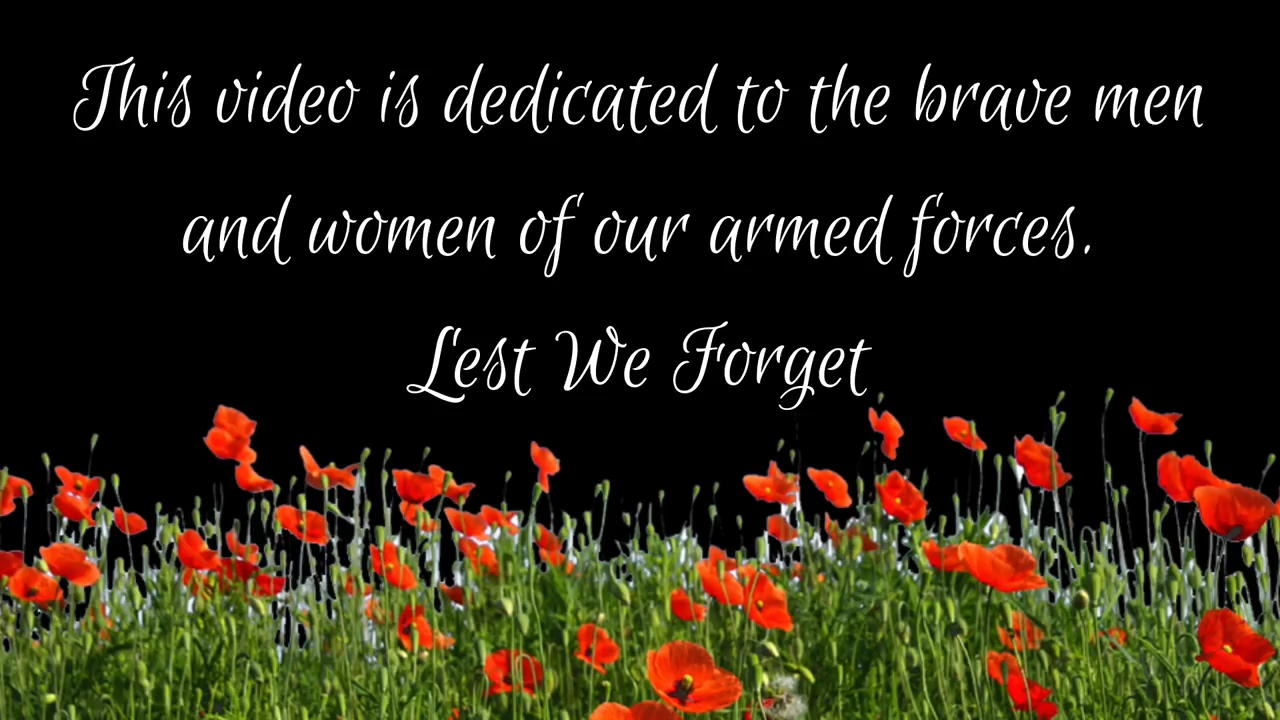 This video is dedicated to the brave men
and women of our armed forces.
Lest We Forget